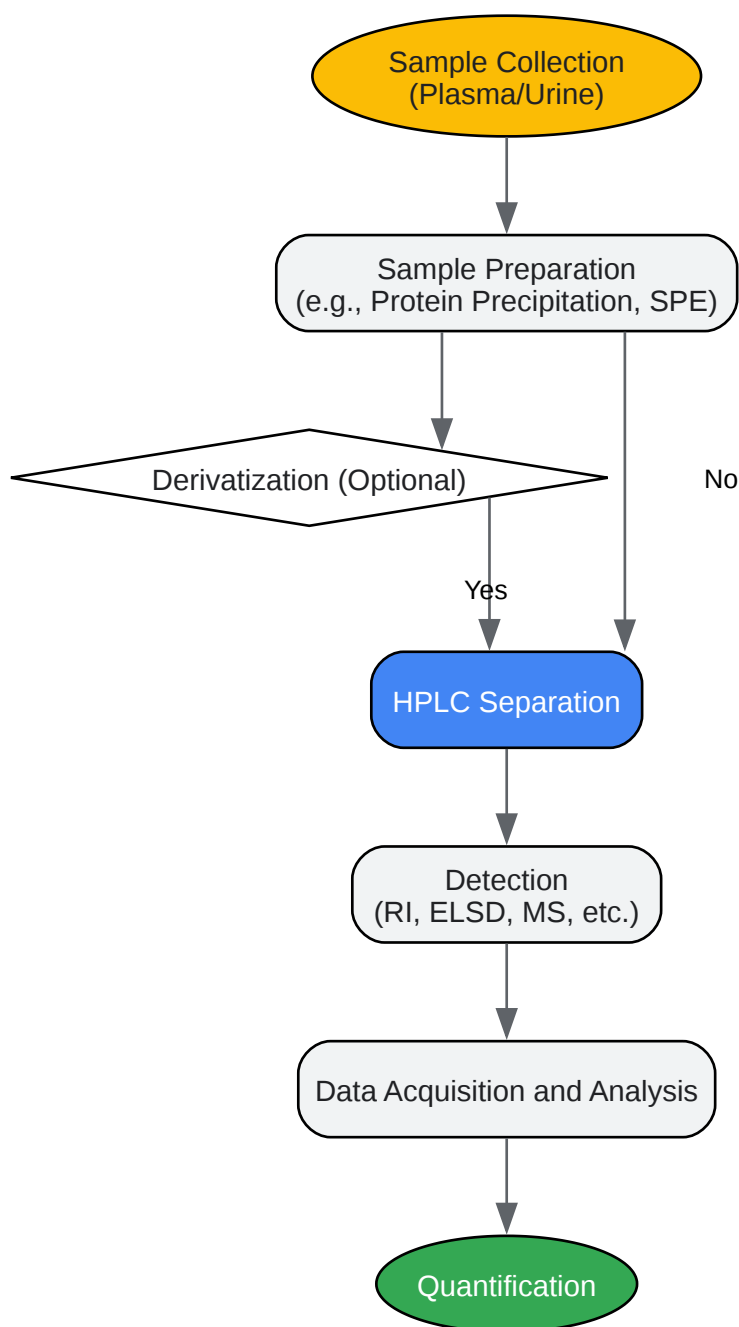 Sample Collection
(Plasma/Urine)
Sample Preparation
(e.g., Protein Precipitation, SPE)
Derivatization (Optional)
No
Yes
HPLC Separation
Detection
(RI, ELSD, MS, etc.)
Data Acquisition and Analysis
Quantification